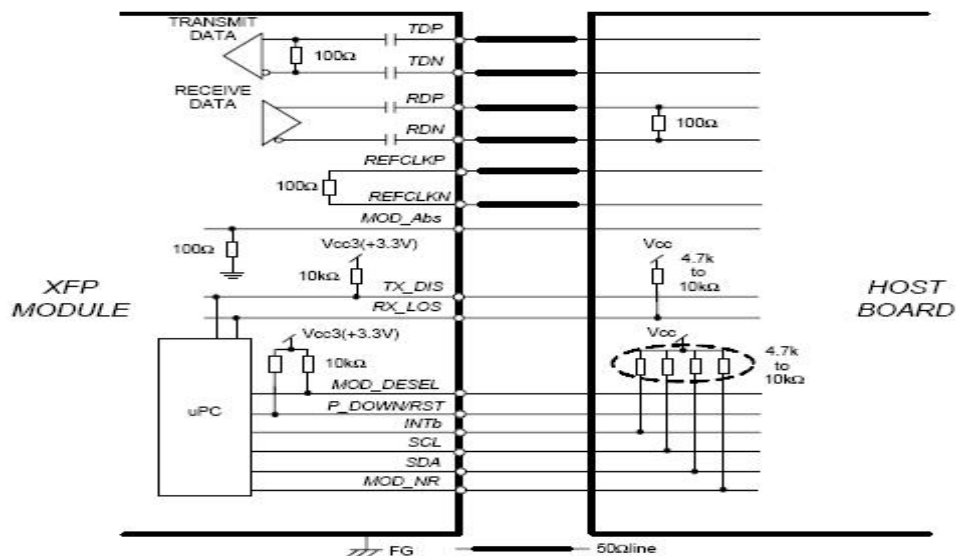 TRANSMIT
DATA
100Ω
TDP
TDN
RECEIVE
DATA
RDP
RDN
100Ω
REFCLKP
100Ω
REFCLKN
MOD_Abs
100Ω
Vcc3(+3.3V)
10kΩ
TX_DIS
RX_LOS
Vcc
4.7k
to
10kΩ
XFP
MODULE
HOST
BOARD
Vcc3(+3.3V)
10kΩ
MOD_DESEL
P_DOWN/RST
INTb
SCL
SDA
MOD_NR
uPC
Vcc
4.7k
to
10kΩ
FG
50Ωline